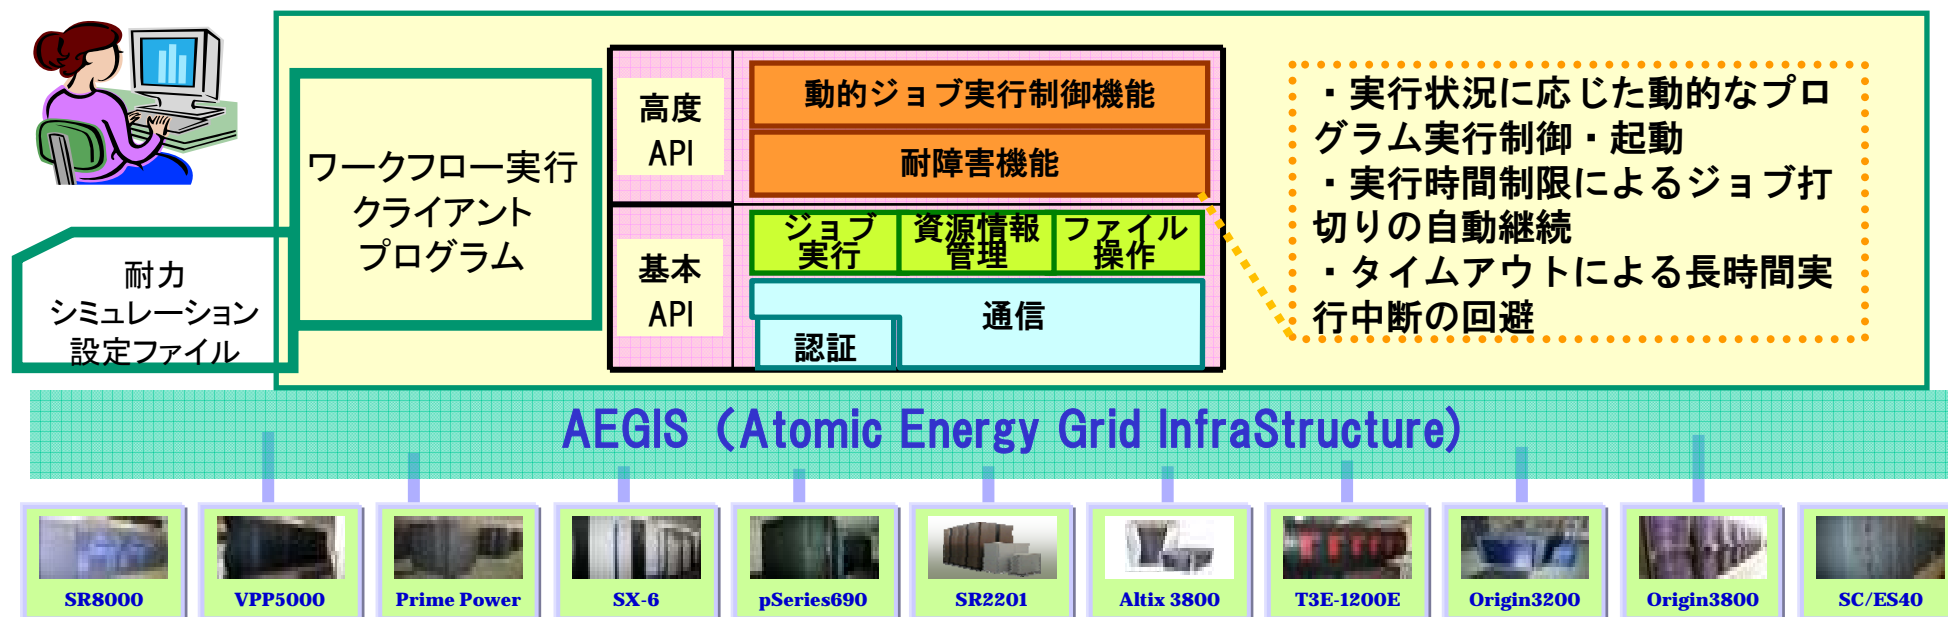 ワークフロー実行
クライアント
プログラム
耐力
シミュレーション
設定ファイル
高度
API
動的ジョブ実行制御機能
耐障害機能
基本
API
ジョブ
実行
資源情報
管理
ファイル
操作
通信
認証
・実行状況に応じた動的なプロ
グラム実行制御・起動
・実行時間制限によるジョブ打
切りの自動継続
・タイムアウトによる長時間実
行中断の回避
AEGIS（Atomic Energy Grid InfraStructure)
SR8000
VPP5000
Prime Power
SX-6
pSeries690
SR2201
Altix 3800
T3E-1200E
Origin3200
Origin3800
SC/ES40